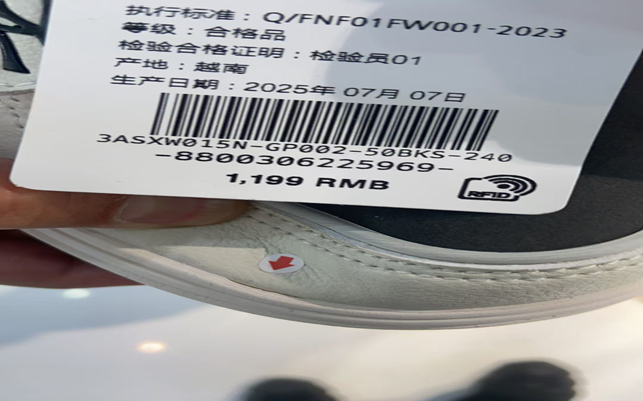 执行标准：Q/FNF01FW001-2023
等级：合格品
检验合格证明：检验员01
产地：越南
生产日期：2025年 07月 07日
3ASXW015N-GP002-50BKS-240
-8800306225969-
1,199 RMB
RFID